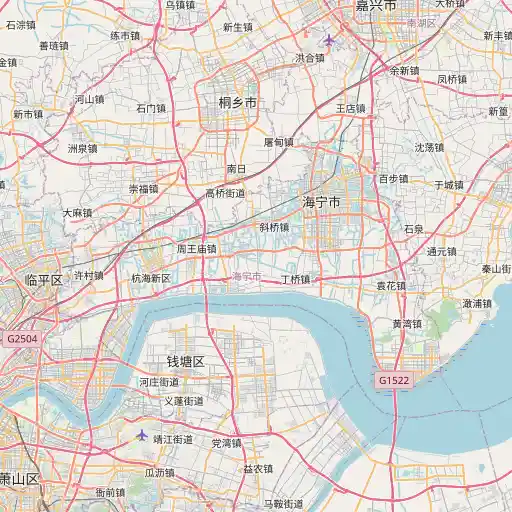 乌镇镇
嘉兴市
大桥镇
石淙镇
新生镇
南湖区
练市镇
新丰镇
善琏镇
洪合镇
余新镇
凤桥镇
河山镇
桐乡市
新市镇
石门镇
王店镇
新篁
洲泉镇
屠甸镇
沈荡镇
南日
百步镇
于城镇
崇福镇
高桥街道
海宁市
大麻镇
斜桥镇
石泉
周王庙镇
通元镇
许村镇
杭海新区
海宁市
丁桥镇
秦山街
临平区
袁花镇
澉浦镇
黄湾镇
G2504
钱塘区
河庄街道
G1522
义蓬街道
靖江街道
党湾镇
瓜沥镇
益农镇
萧山区
衙前镇
马鞍街道